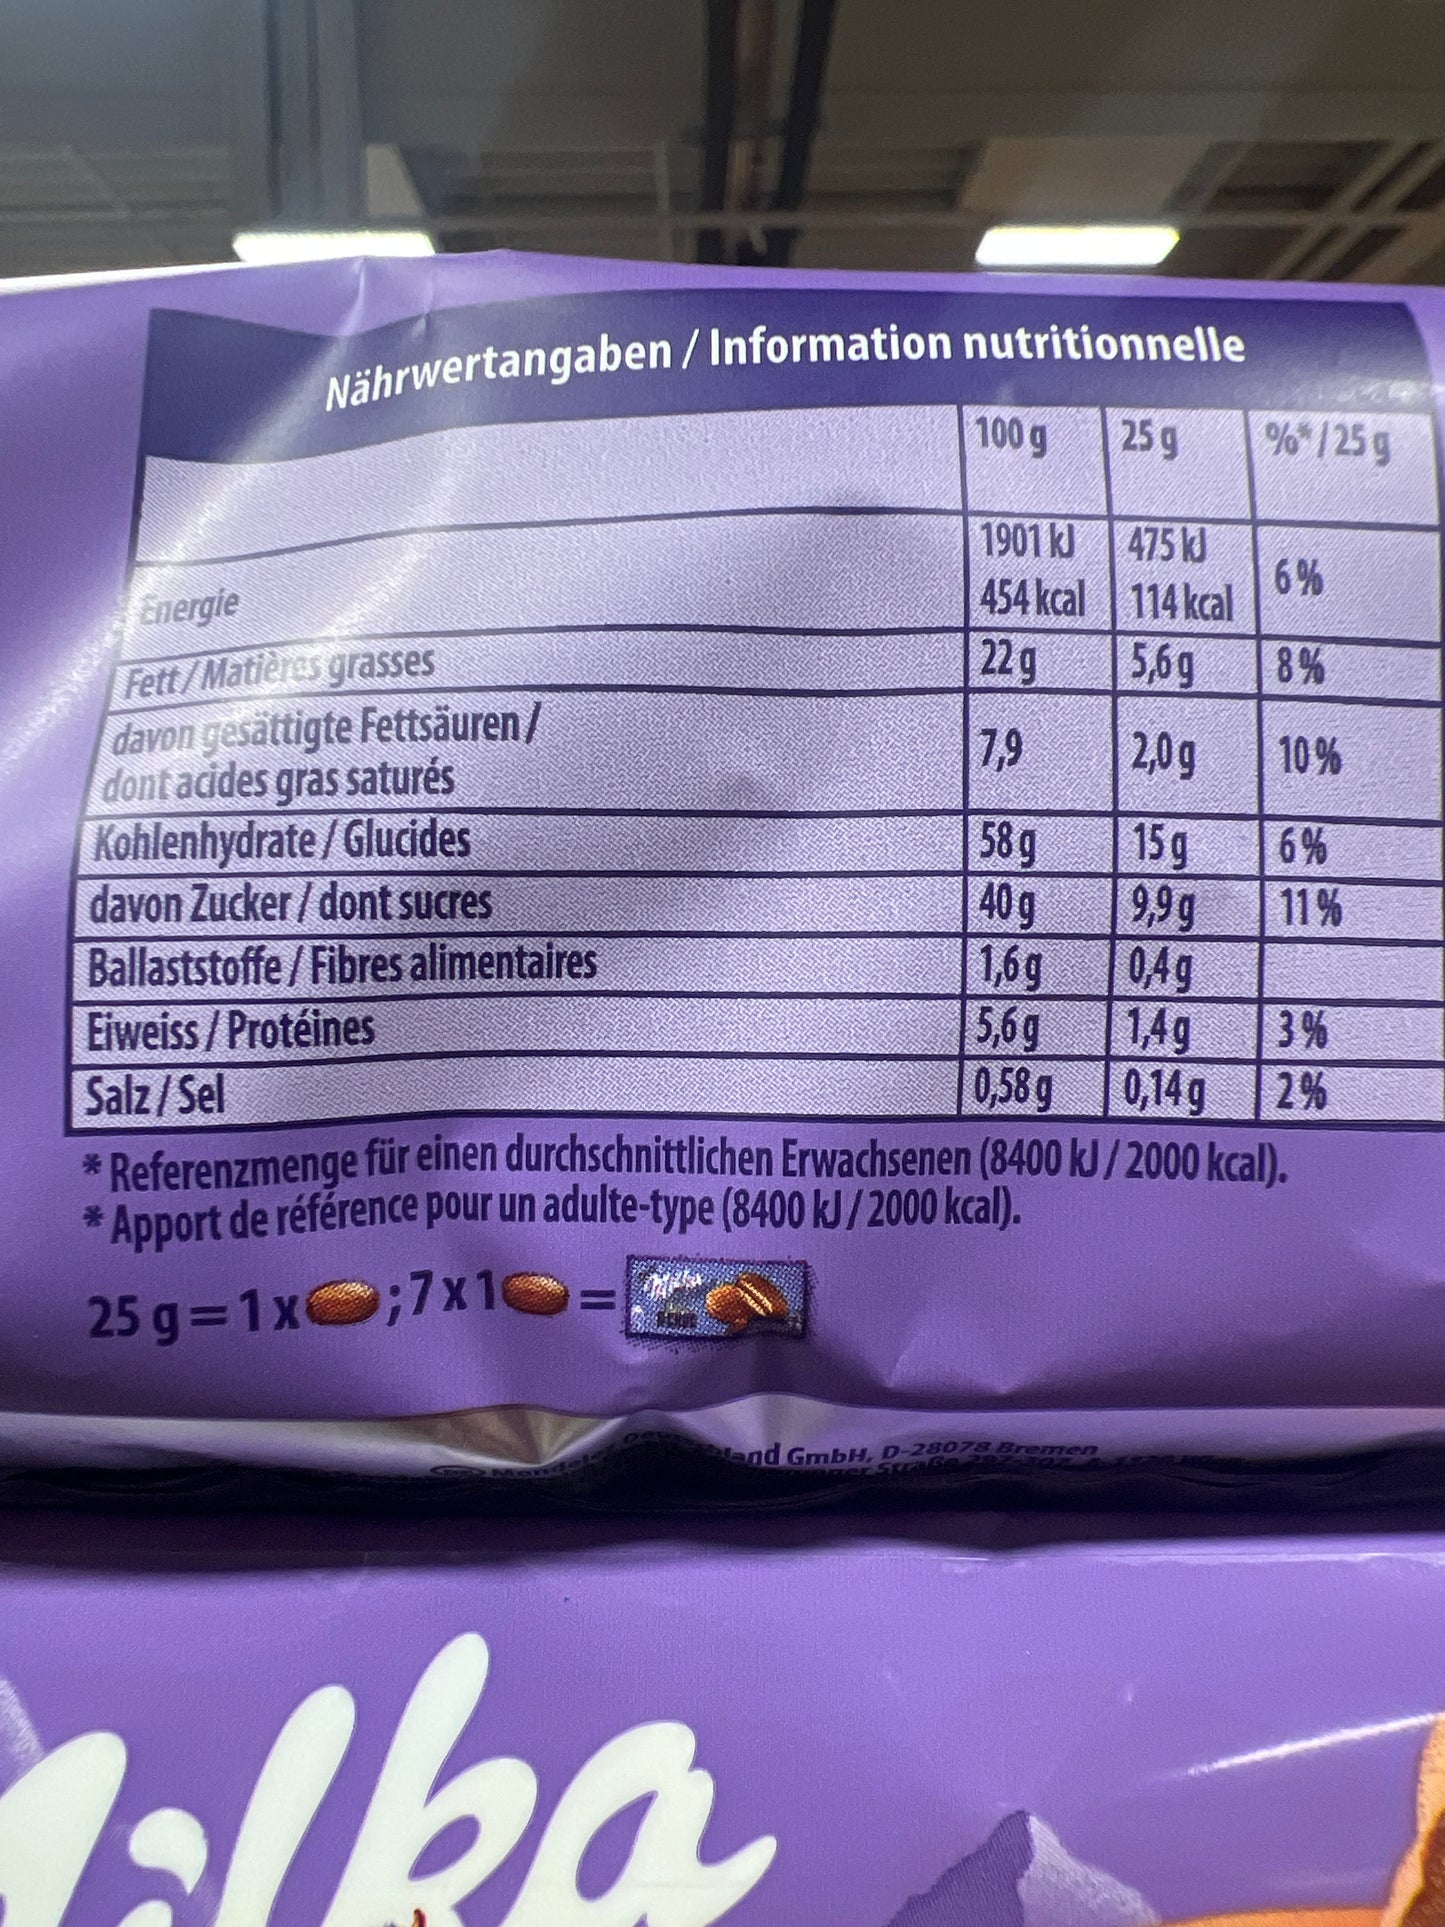 Nährwertangaben / Information nutritionnelle
100 g 25 g %* / 25 g
Energie 1901 kJ 475 kJ 6 %
454 kcal 114 kcal
Fett / Matières grasses 22 g 5,6 g 8 %
davon gesättigte Fettsäuren /
dont acides gras saturés 7,9 2,0 g 10 %
Kohlenhydrate / Glucides 58 g 15 g 6 %
davon Zucker / dont sucres 40 g 9,9 g 11 %
Ballaststoffe / Fibres alimentaires 1,6 g 0,4 g
Eiweiss / Protéines 5,6 g 1,4 g 3 %
Salz / Sel 0,58 g 0,14 g 2 %
* Referenzmenge für einen durchschnittlichen Erwachsenen (8400 kJ / 2000 kcal).
* Apport de référence pour un adulte-type (8400 kJ / 2000 kcal).
25 g = 1 x ; 7 x 1 = Milka
GmbH, D-28078 Bremen
Milka